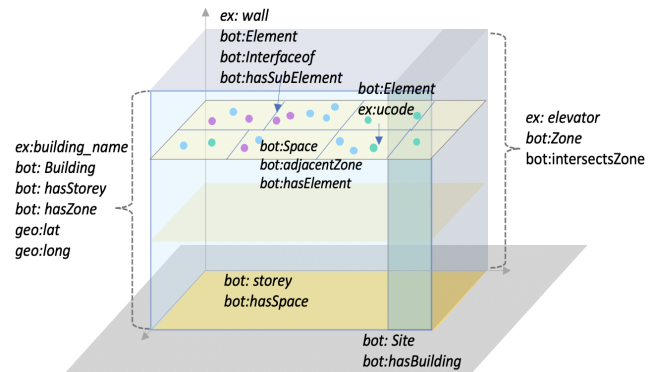 ex: wall
bot:Element
bot:Interfaceof
bot:hasSubElement
bot:Element
ex:ucode
bot:Space
bot:adjacentZone
bot:hasElement
ex:building_name
bot: Building
bot: hasStorey
bot: hasZone
geo:lat
geo:long
ex: elevator
bot:Zone
bot:intersectsZone
bot: storey
bot:hasSpace
bot: Site
bot:hasBuilding